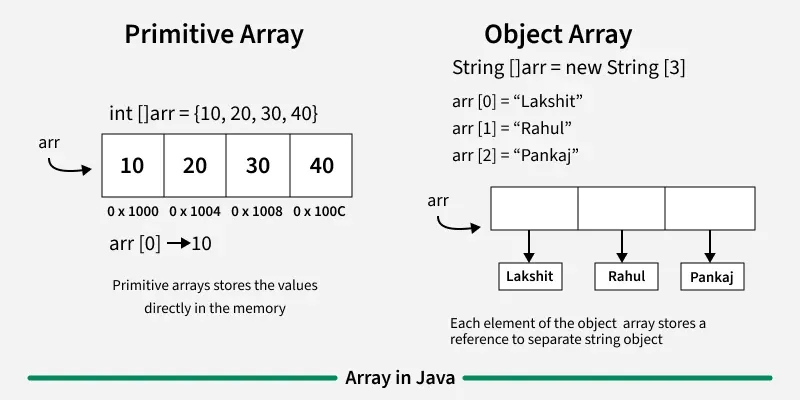 Primitive Array
int []arr = {10, 20, 30, 40}
arr
10 20 30 40
0 x 1000 0 x 1004 0 x 1008 0 x 100C
arr [0] → 10
Primitive arrays stores the values
directly in the memory
Object Array
String []arr = new String [3]
arr [0] = “Lakshit”
arr [1] = “Rahul”
arr [2] = “Pankaj”
arr
Lakshit Rahul Pankaj
Each element of the object array stores a
reference to separate string object
Array in Java